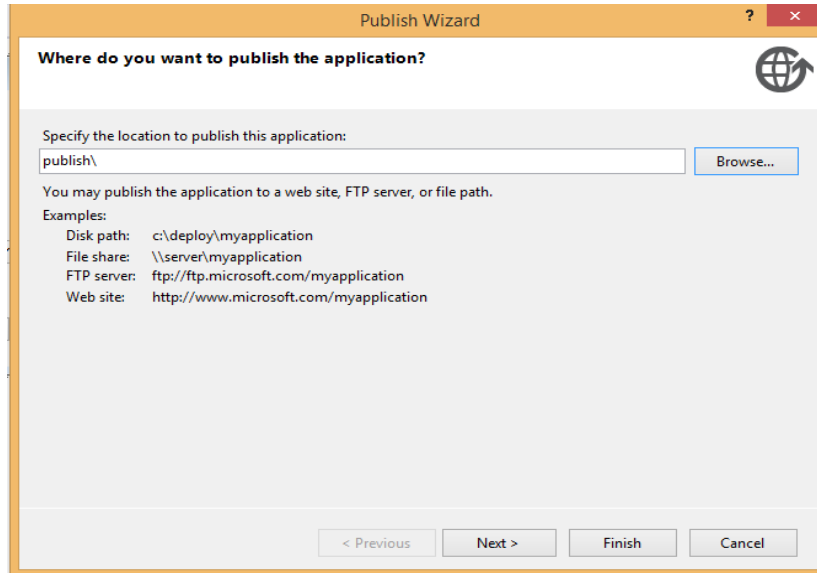 Publish Wizard
?
×
Where do you want to publish the application?
Specify the location to publish this application:
publish\
Browse...
You may publish the application to a web site, FTP server, or file path.
Examples:
Disk path: c:\deploy\myapplication
File share: \\server\myapplication
FTP server: ftp://ftp.microsoft.com/myapplication
Web site: http://www.microsoft.com/myapplication
< Previous
Next >
Finish
Cancel